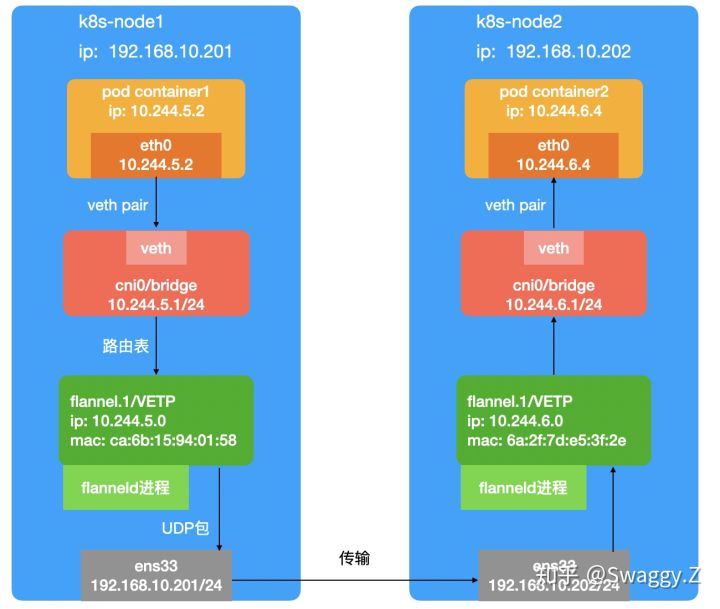 k8s-node1
ip: 192.168.10.201
pod container1
ip: 10.244.5.2
eth0
10.244.5.2
veth pair
veth
cni0/bridge
10.244.5.1/24
路由表
flannel.1/VETP
ip: 10.244.5.0
mac: ca:6b:15:94:01:58
flanneld进程
UDP包
ens33
192.168.10.201/24
传输
k8s-node2
ip: 192.168.10.202
pod container2
ip: 10.244.6.4
eth0
10.244.6.4
veth pair
veth
cni0/bridge
10.244.6.1/24
flannel.1/VETP
ip: 10.244.6.0
mac: 6a:2f:7d:e5:3f:2e
flanneld进程
ens33
192.168.10.202/24
知乎 @Swaggy.Z